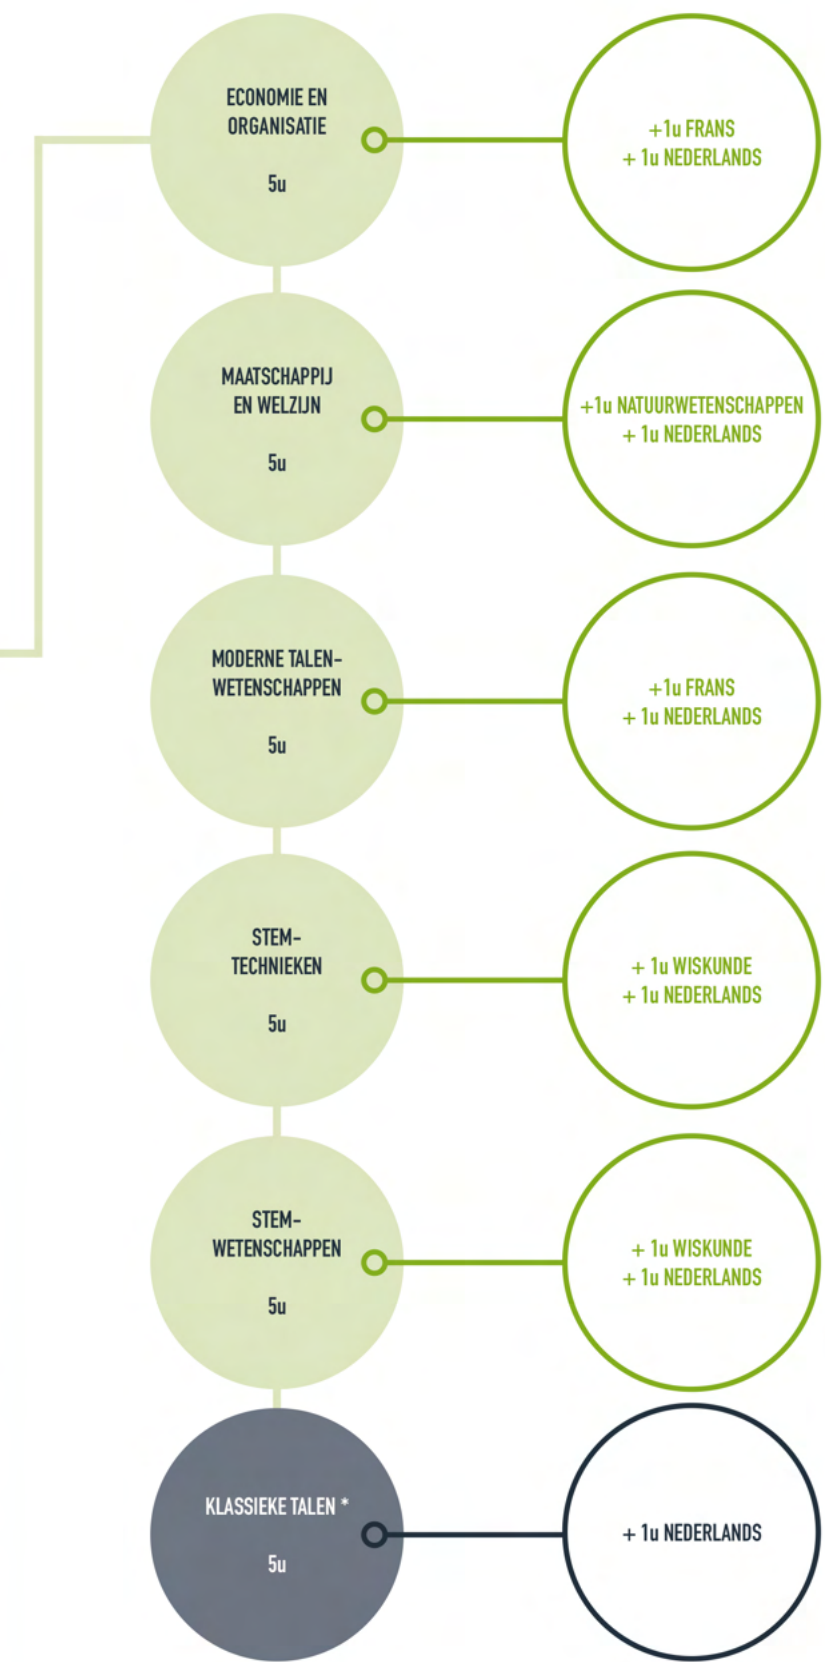 ECONOMIE EN
ORGANISATIE
5u
+1u FRANS
+ 1u NEDERLANDS
MAATSCHAPPIJ
EN WELZIJN
5u
+1u NATUURWETENSCHAPPEN
+ 1u NEDERLANDS
MODERNE TALEN-
WETENSCHAPPEN
5u
+1u FRANS
+ 1u NEDERLANDS
STEM-
TECHNIEKEN
5u
+ 1u WISKUNDE
+ 1u NEDERLANDS
STEM-
WETENSCHAPPEN
5u
+ 1u WISKUNDE
+ 1u NEDERLANDS
KLASSIEKE TALEN *
5u
+ 1u NEDERLANDS